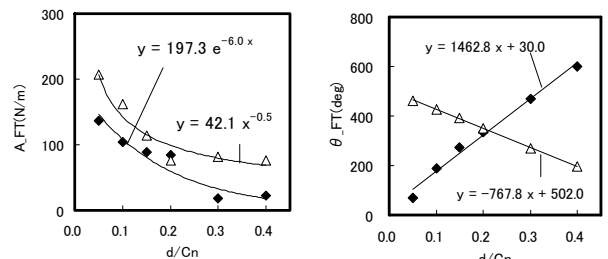 300
200
100
0
A_FT(N/m)
y = 197.3 e^-6.0 x
y = 42.1 x^-0.5
0.0 0.1 0.2 0.3 0.4
d/Cn
800
600
400
200
0
θ_FT(deg)
y = 1462.8 x + 30.0
y = -767.8 x + 502.0
0.0 0.1 0.2 0.3 0.4
d/Cn